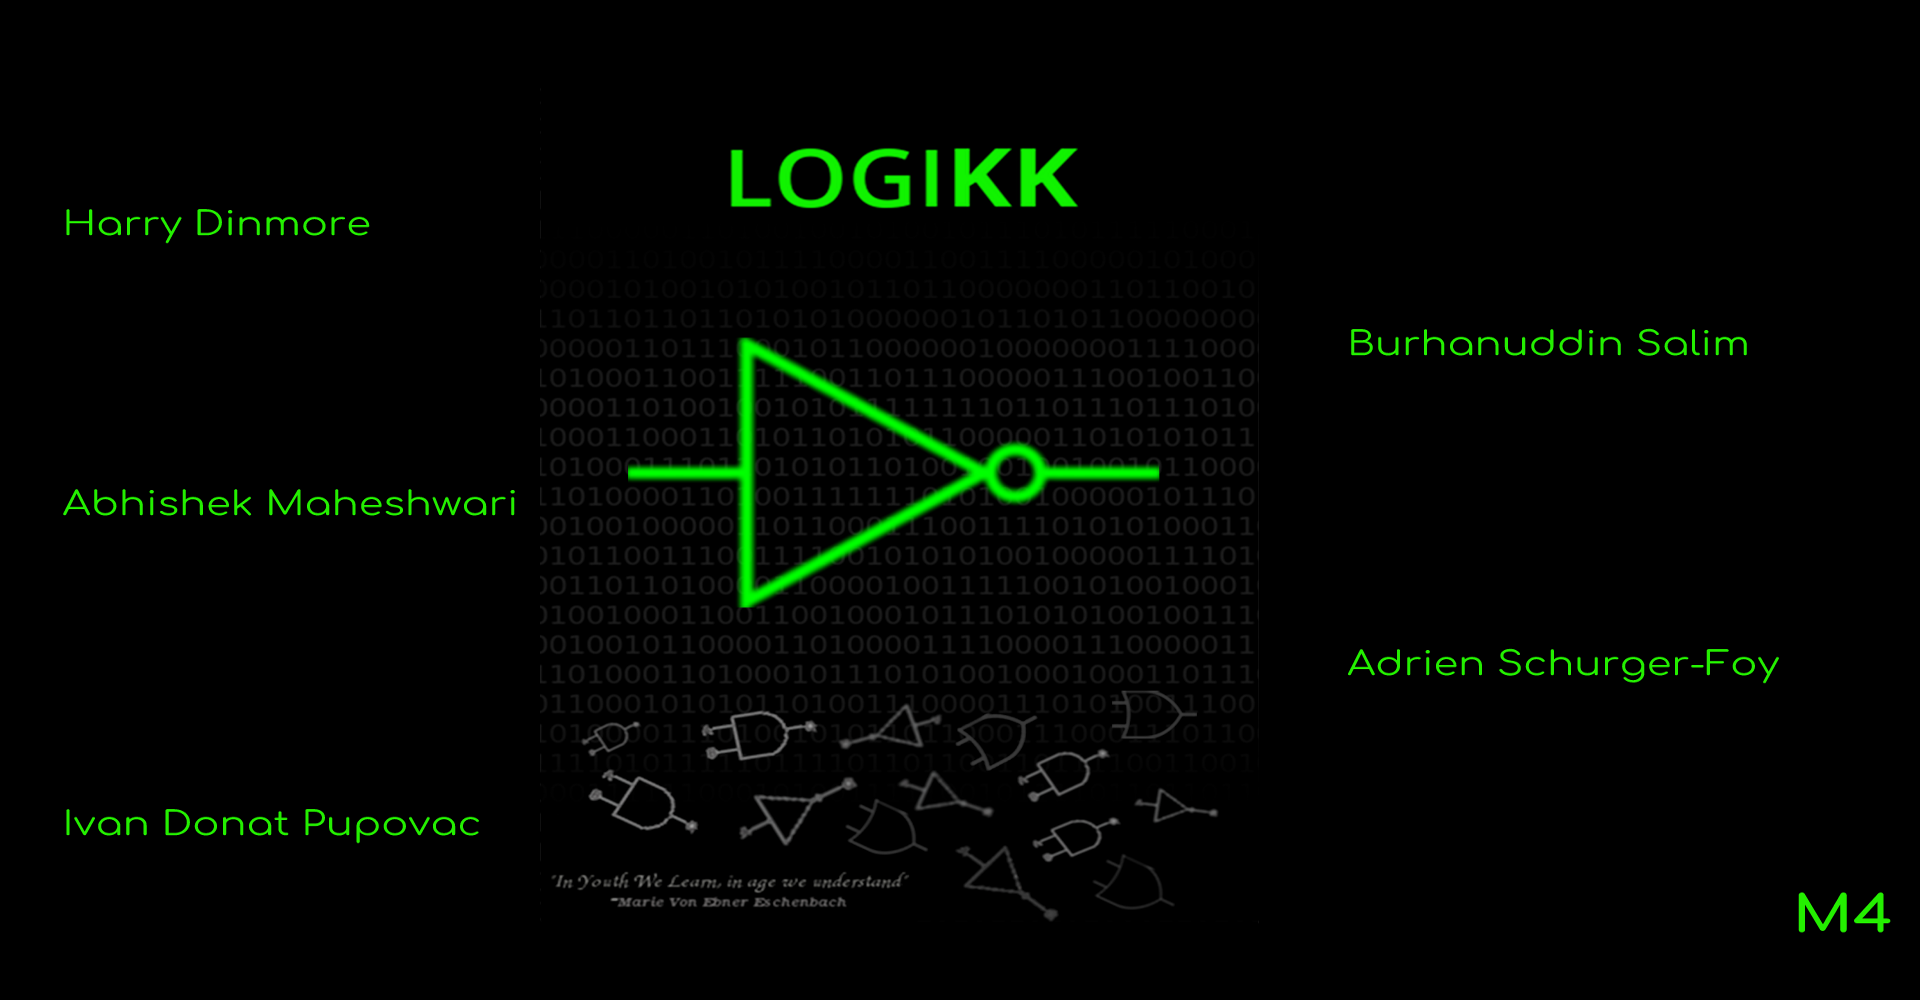 LOGIKK
Harry Dinmore
Burhanuddin Salim
Abhishek Maheshwari
Adrien Schurger-Foy
Ivan Donat Pupovac
"In Youth We Learn, in age we understand"
~Marie Von Ebner Eschenbach
M4